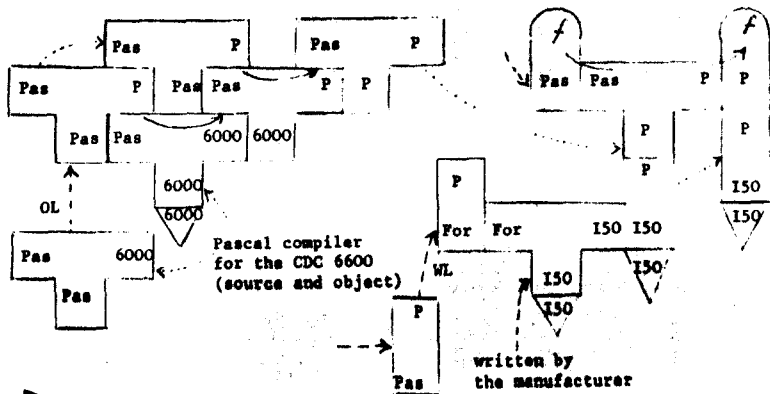 f f
Pas P Pas P
Pas P Pas Pas P P Pas Pas P P
Pas Pas 6000 6000 P P
P
6000
6000
P
I50
I50
OL
For For I50 I50
I50
Pas 6000
Pascal compiler
for the CDC 6600
(source and object)
WL
I50
I50
Pas
P
written by
the manufacturer
Pas